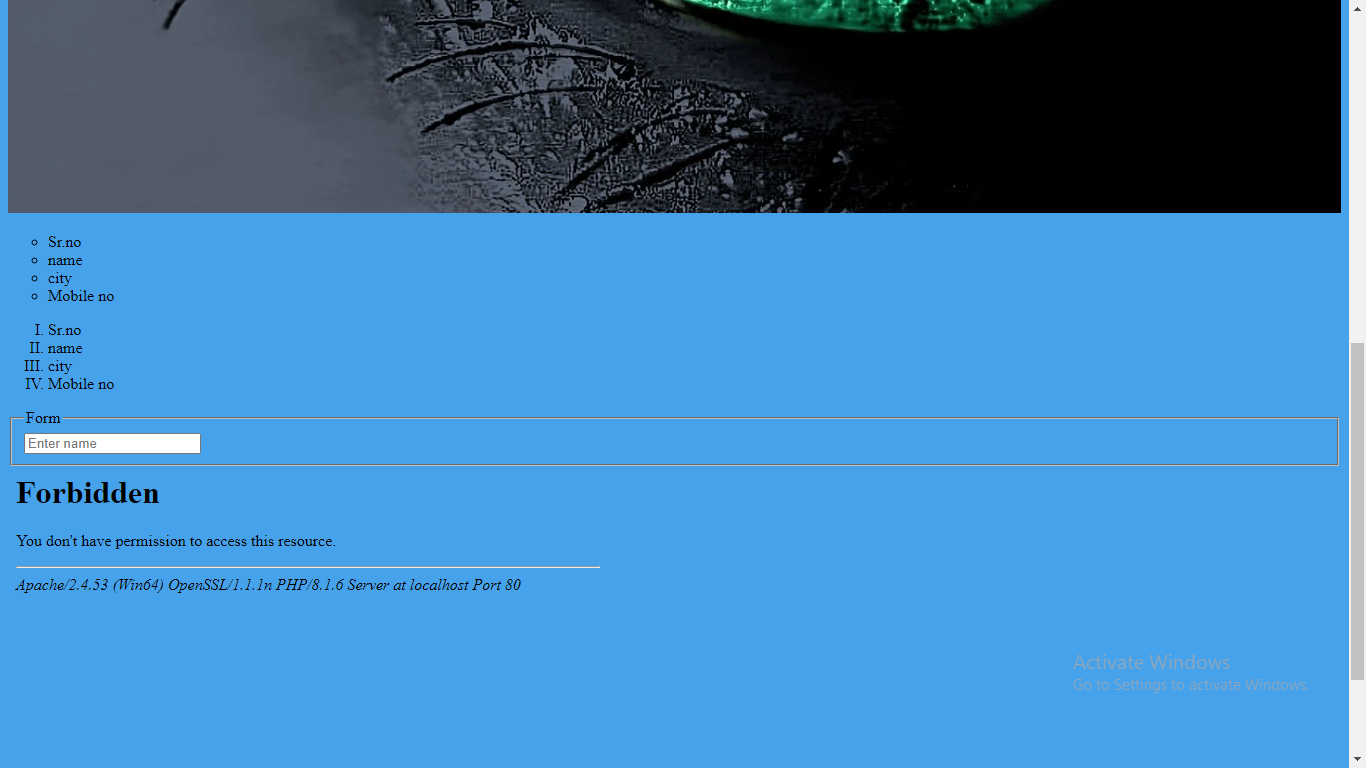 Sr.no
name
city
Mobile no
I. Sr.no
II. name
III. city
IV. Mobile no
Form
Enter name
Forbidden
You don't have permission to access this resource.
Apache/2.4.53 (Win64) OpenSSL/1.1.1n PHP/8.1.6 Server at localhost Port 80
Activate Windows
Go to Settings to activate Windows.